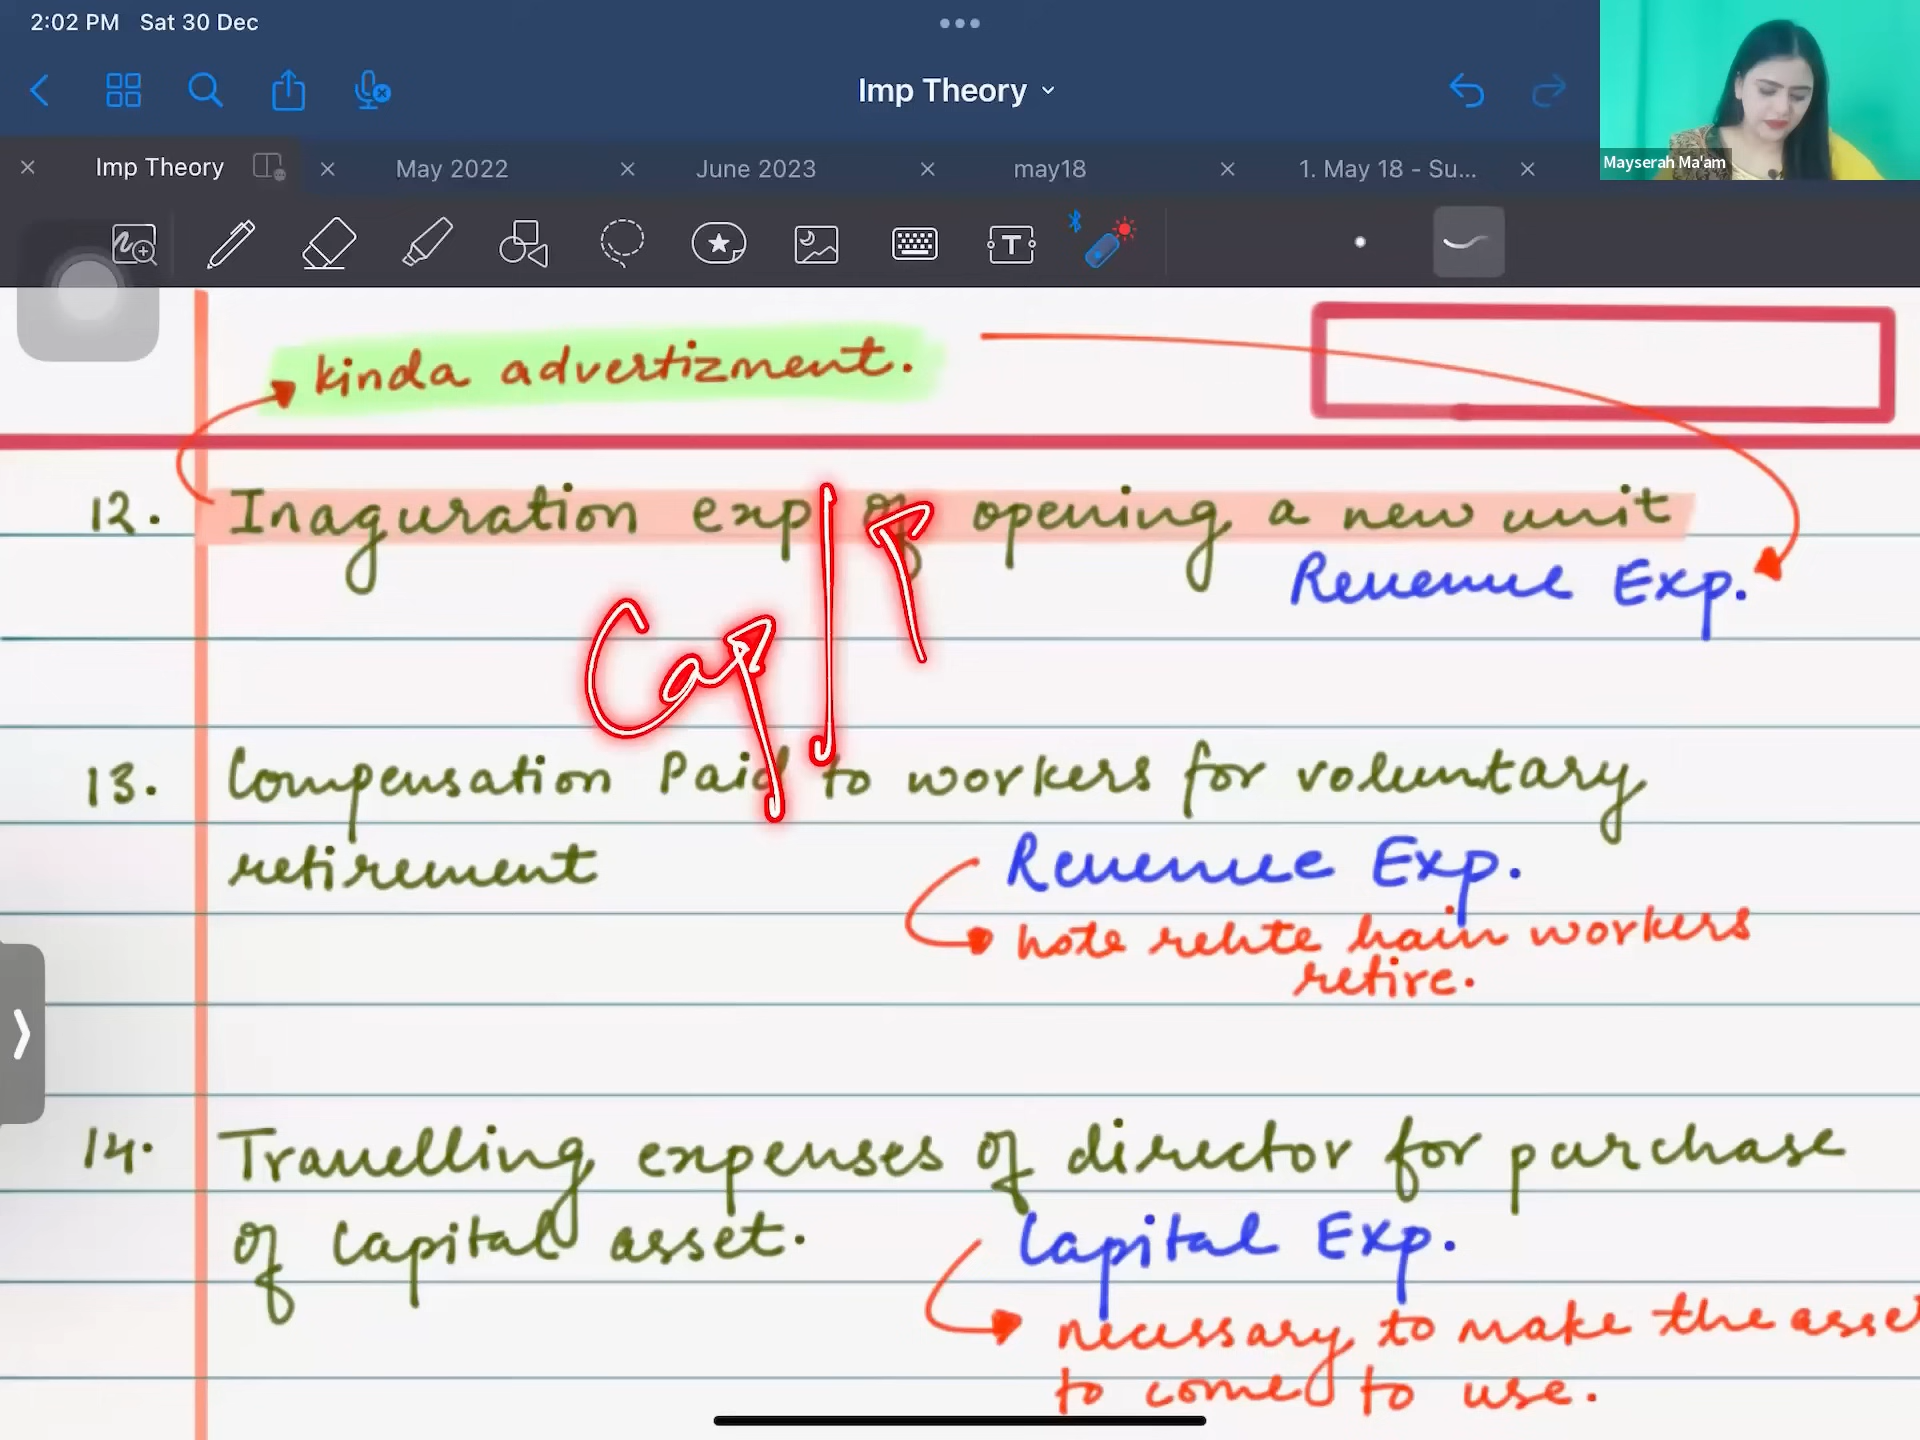 2:02 PM Sat 30 Dec
Imp Theory
Mayserah Ma'am
Imp Theory
May 2022
June 2023
may18
1. May 18 - Su...
T
kinda advertizment.
12. Inaguration exp of opening a new unit
Revenue Exp.
Cap
13. Compensation Paid to workers for voluntary
retirement
Revenue Exp.
hote rehte hain workers
retire.
14. Travelling expenses of director for purchase
of capital asset.
Capital Exp.
necessary to make the asset
to come to use.